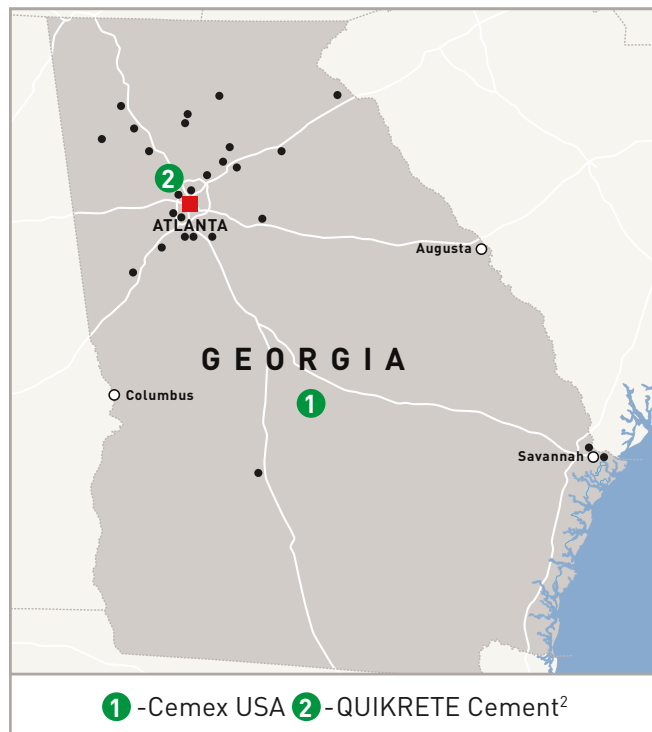 2
ATLANTA
Augusta
GEORGIA
1
Columbus
Savannah
1 -Cemex USA 2 -QUIKRETE Cement²